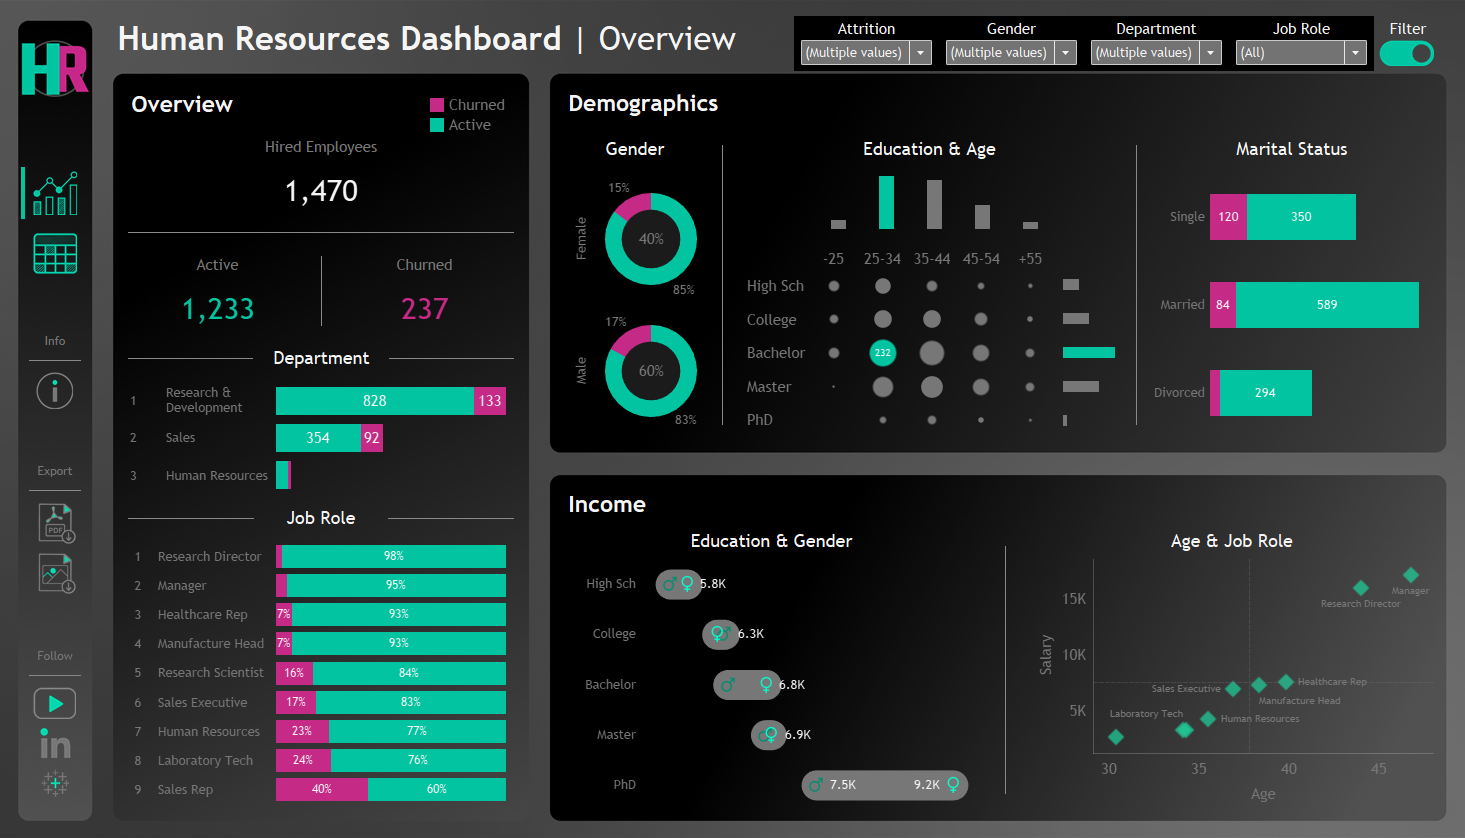 HR
Human Resources Dashboard | Overview
Attrition
(Multiple values)
Gender
(Multiple values)
Department
(Multiple values)
Job Role
(All)
Filter
Info
Export
PDF
Follow
in
Overview
Churned
Active
Hired Employees
1,470
Active
1,233
Churned
237
Department
1 Research &
Development 828 133
2 Sales 354 92
3 Human Resources
Job Role
1 Research Director 98%
2 Manager 95%
3 Healthcare Rep 7% 93%
4 Manufacture Head 7% 93%
5 Research Scientist 16% 84%
6 Sales Executive 17% 83%
7 Human Resources 23% 77%
8 Laboratory Tech 24% 76%
9 Sales Rep 40% 60%
Demographics
Gender
Female
15%
40%
85%
Male
17%
60%
83%
Education & Age
-25 25-34 35-44 45-54 +55
High Sch
College
Bachelor 232
Master
PhD
Marital Status
Single 120 350
Married 84 589
Divorced 294
Income
Education & Gender
High Sch 5.8K
College 6.3K
Bachelor 6.8K
Master 6.9K
PhD 7.5K 9.2K
Age & Job Role
Salary
15K
10K
5K
Manager
Research Director
Healthcare Rep
Sales Executive
Manufacture Head
Laboratory Tech
Human Resources
30 35 40 45
Age